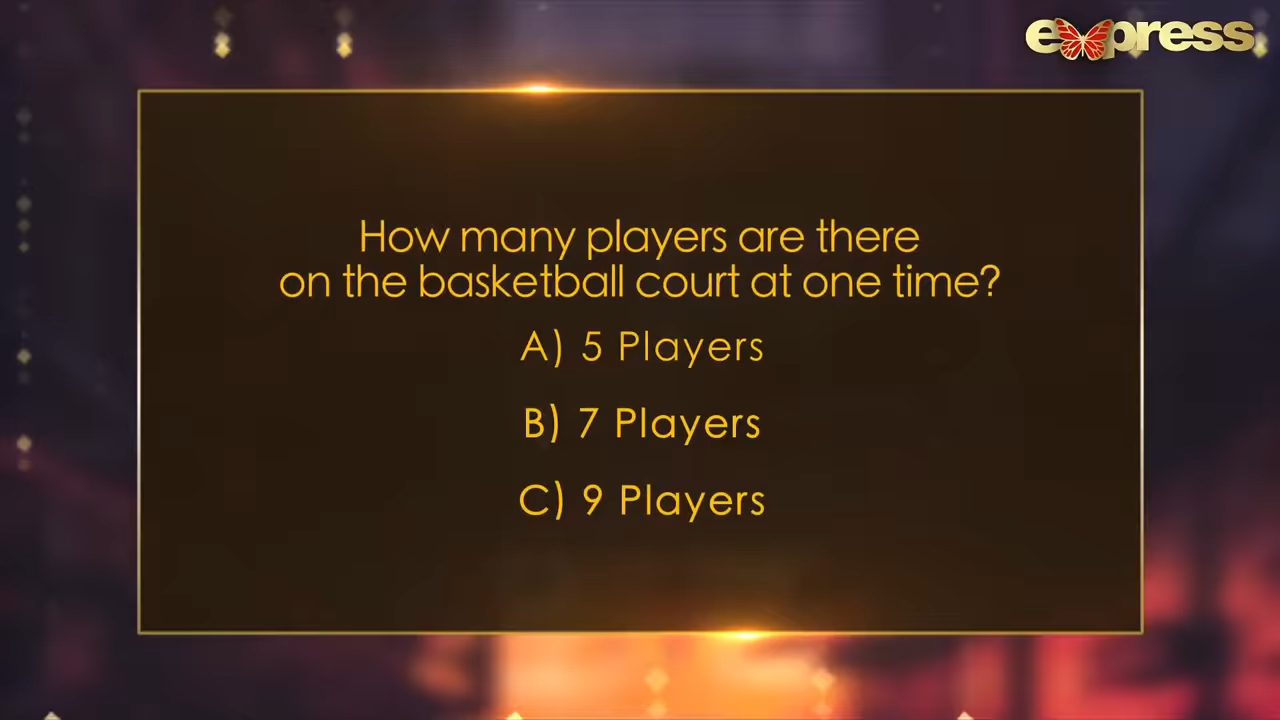 express
How many players are there
on the basketball court at one time?
A) 5 Players
B) 7 Players
C) 9 Players